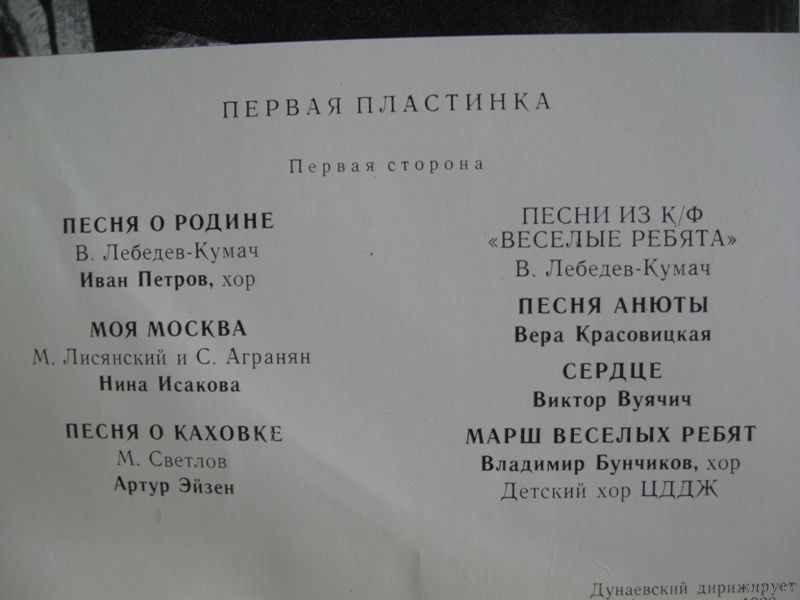 ПЕРВАЯ ПЛАСТИНКА
Первая сторона
ПЕСНЯ О РОДИНЕ
В. Лебедев-Кумач
Иван Петров, хор
МОЯ МОСКВА
М. Лисянский и С. Агранян
Нина Исакова
ПЕСНЯ О КАХОВКЕ
М. Светлов
Артур Эйзен
ПЕСНИ ИЗ К/Ф
«ВЕСЕЛЫЕ РЕБЯТА»
В. Лебедев-Кумач
ПЕСНЯ АНЮТЫ
Вера Красовицкая
СЕРДЦЕ
Виктор Вуячич
МАРШ ВЕСЕЛЫХ РЕБЯТ
Владимир Бунчиков, хор
Детский хор ЦДДЖ
Дунаевский дирижирует